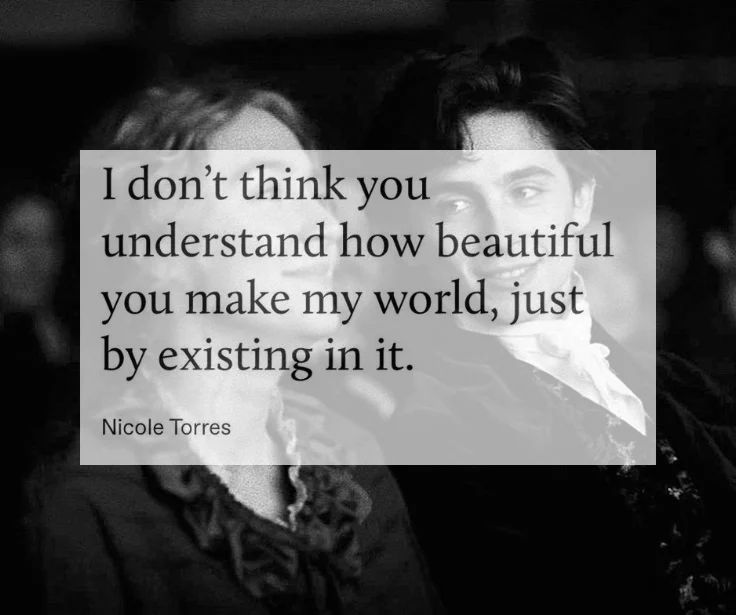 I don’t think you
understand how beautiful
you make my world, just
by existing in it.
Nicole Torres